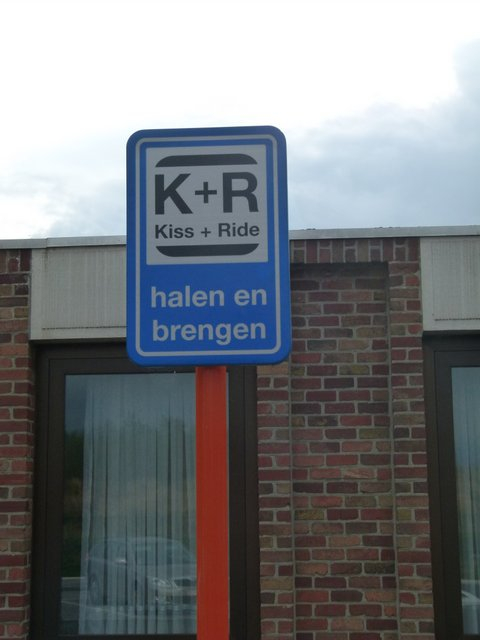 K+R
Kiss + Ride
halen en
brengen